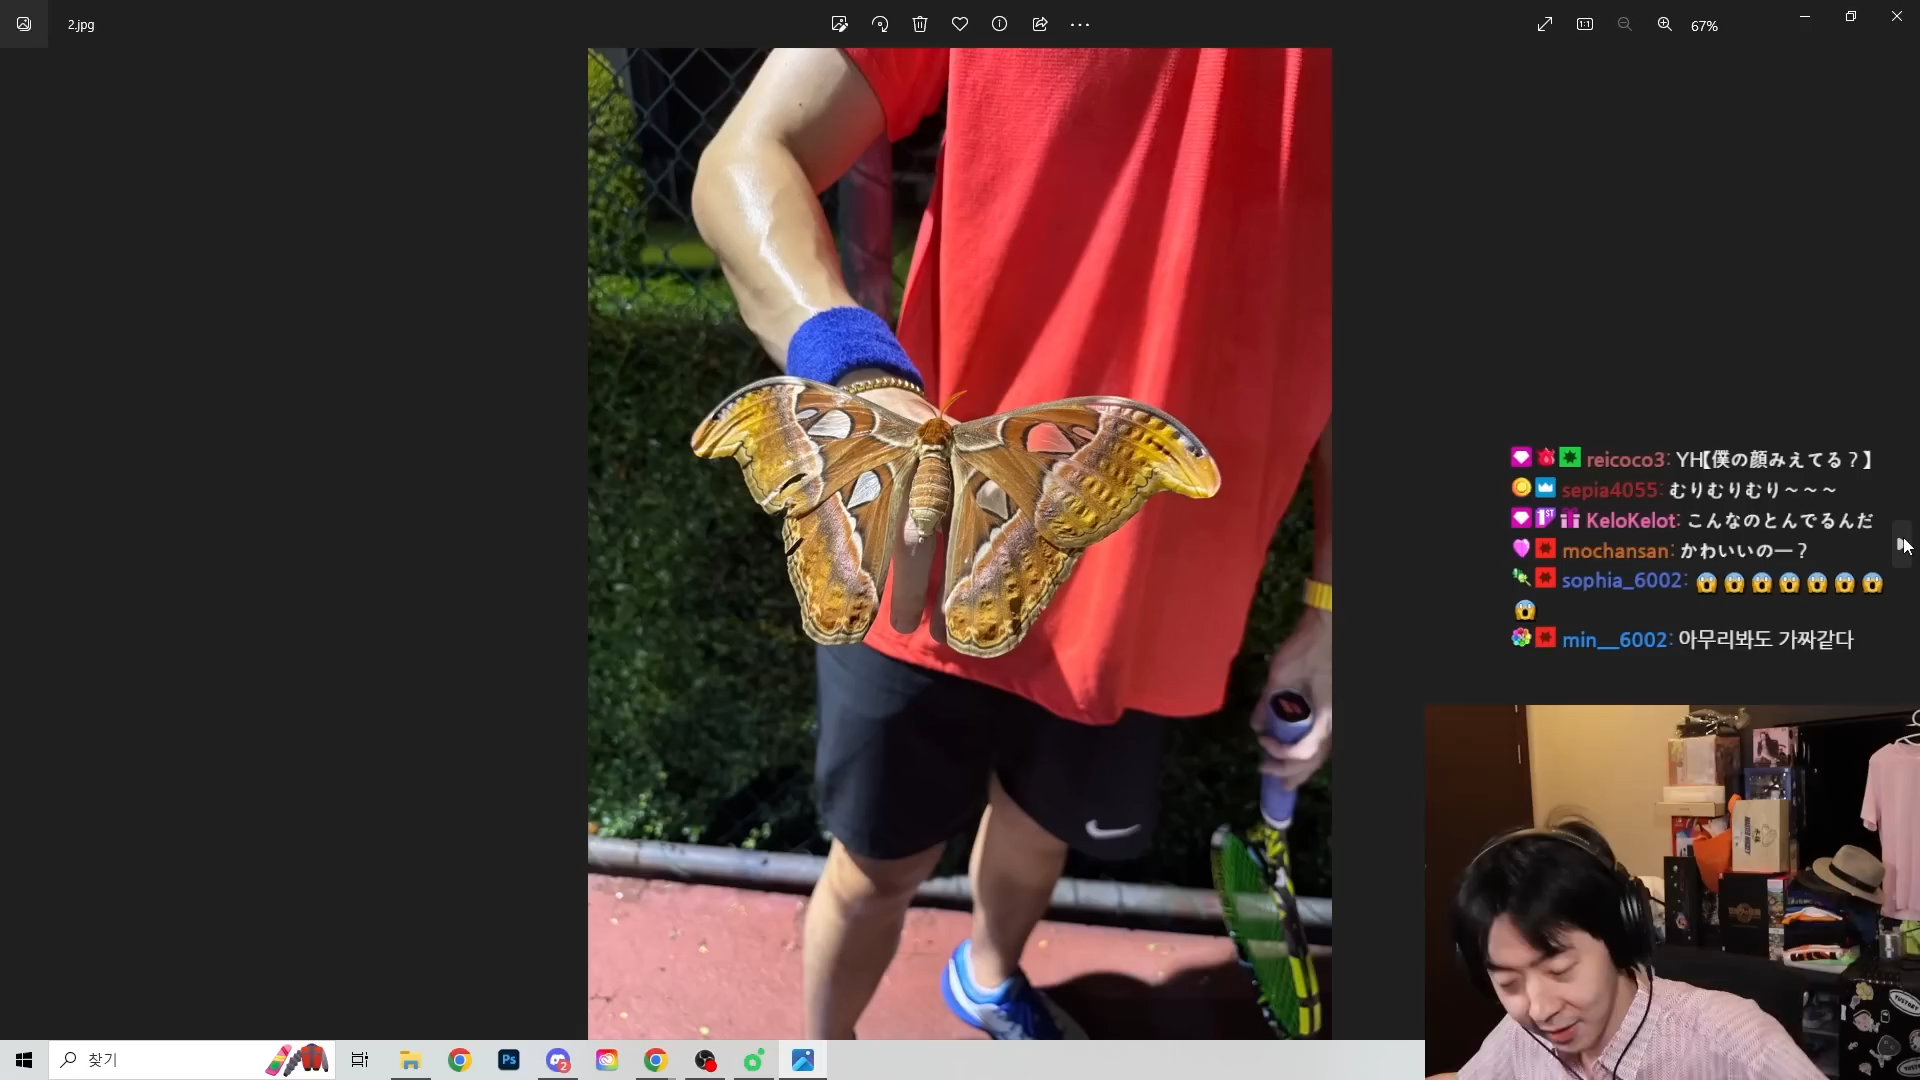 2.jpg
67%
reicoco3: YH【僕の顔みえてる？】
sepia4055: むりむりむり～～～
KeloKelot: こんなのとんでるんだ
mochansan: かわいいのー？
sophia_6002: 😱😱😱😱😱😱😱
😱
min__6002: 아무리봐도 가짜같다
찾기
Ps
2